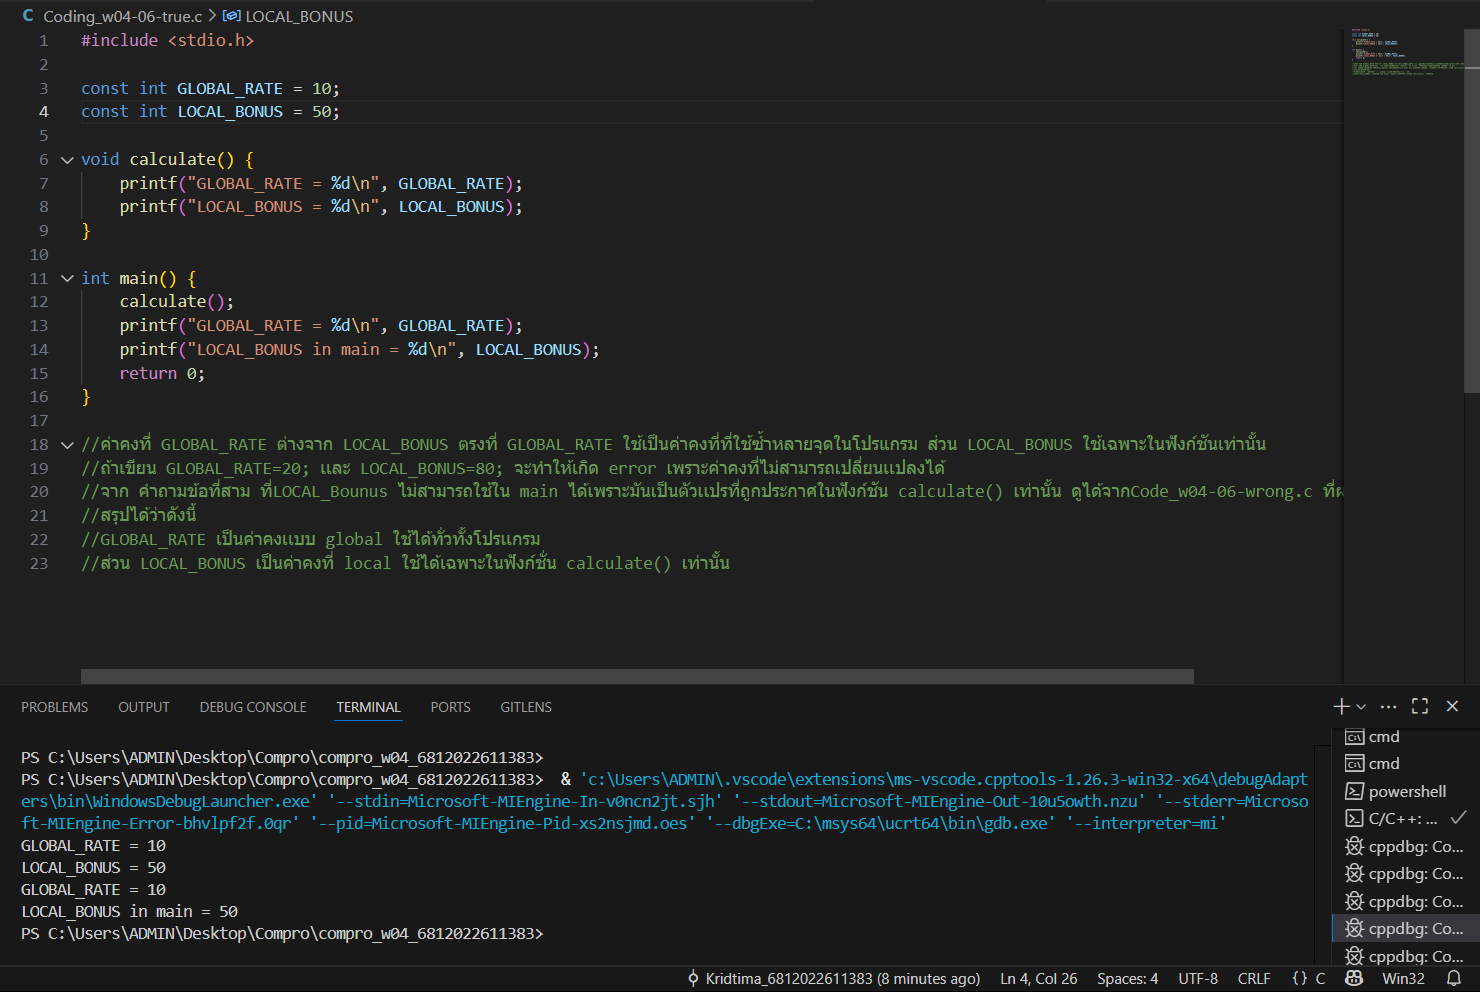 Coding_w04-06-true.c > LOCAL_BONUS
1 #include <stdio.h>
2
3 const int GLOBAL_RATE = 10;
4 const int LOCAL_BONUS = 50;
5
6 void calculate() {
7 printf("GLOBAL_RATE = %d\n", GLOBAL_RATE);
8 printf("LOCAL_BONUS = %d\n", LOCAL_BONUS);
9 }
10
11 int main() {
12 calculate();
13 printf("GLOBAL_RATE = %d\n", GLOBAL_RATE);
14 printf("LOCAL_BONUS in main = %d\n", LOCAL_BONUS);
15 return 0;
16 }
17
18 //ค่าคงที่ GLOBAL_RATE ต่างจาก LOCAL_BONUS ตรงที่ GLOBAL_RATE ใช้เป็นค่าคงที่ที่ใช้ซ้ำหลายจุดในโปรแกรม ส่วน LOCAL_BONUS ใช้เฉพาะในฟังก์ชันเท่านั้น
19 //ถ้าเขียน GLOBAL_RATE=20; และ LOCAL_BONUS=80; จะทำให้เกิด error เพราะค่าคงที่ไม่สามารถเปลี่ยนแปลงได้
20 //จาก คำถามข้อที่สาม ที่LOCAL_Bounus ไม่สามารถใช้ใน main ได้เพราะมันเป็นตัวแปรที่ถูกประกาศในฟังก์ชัน calculate() เท่านั้น ดูได้จากCode_w04-06-wrong.c ที่
21 //สรุปได้ว่าดังนี้
22 //GLOBAL_RATE เป็นค่าคงแบบ global ใช้ได้ทั่วทั้งโปรแกรม
23 //ส่วน LOCAL_BONUS เป็นค่าคงที่ local ใช้ได้เฉพาะในฟังก์ชั่น calculate() เท่านั้น
PROBLEMS OUTPUT DEBUG CONSOLE TERMINAL PORTS GITLENS
PS C:\Users\ADMIN\Desktop\Compro\compro_w04_6812022611383>
PS C:\Users\ADMIN\Desktop\Compro\compro_w04_6812022611383> & 'c:\Users\ADMIN\.vscode\extensions\ms-vscode.cpptools-1.26.3-win32-x64\debugAdapt
ers\bin\WindowsDebugLauncher.exe' '--stdin=Microsoft-MIEngine-In-v0ncn2jt.sjh' '--stdout=Microsoft-MIEngine-Out-10u5owth.nzu' '--stderr=Microso
ft-MIEngine-Error-bhvlpf2f.0qr' '--pid=Microsoft-MIEngine-Pid-xs2nsjmd.oes' '--dbgExe=C:\msys64\ucrt64\bin\gdb.exe' '--interpreter=mi'
GLOBAL_RATE = 10
LOCAL_BONUS = 50
GLOBAL_RATE = 10
LOCAL_BONUS in main = 50
PS C:\Users\ADMIN\Desktop\Compro\compro_w04_6812022611383>
cmd
cmd
powershell
C/C++: ...
cppdbg: Co...
cppdbg: Co...
cppdbg: Co...
cppdbg: Co...
cppdbg: Co...
Kridtima_6812022611383 (8 minutes ago) Ln 4, Col 26 Spaces: 4 UTF-8 CRLF {} C Win32